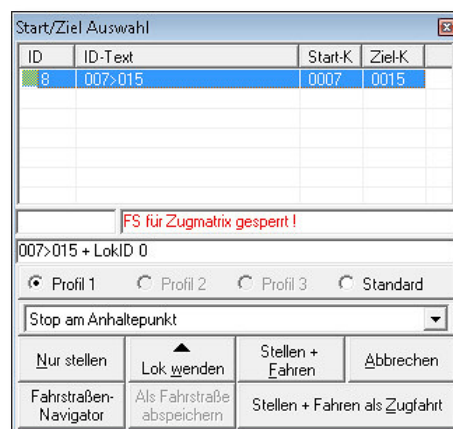 Start/Ziel Auswahl
ID ID-Text Start-K Ziel-K
8 007>015 0007 0015
FS für Zugmatrix gesperrt !
007>015 + LokID 0
Profil 1 Profil 2 Profil 3 Standard
Stop am Anhaltepunkt
Nur stellen
Lok wenden
Stellen +
Fahren
Abbrechen
Fahrstraßen-
Navigator
Als Fahrstraße
abspeichern
Stellen + Fahren als Zugfahrt